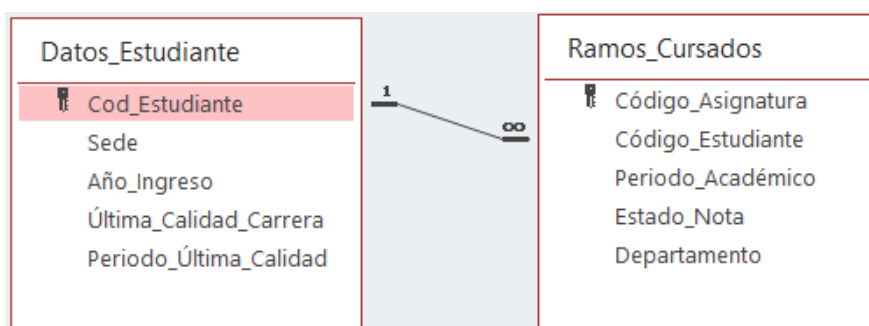 Datos_Estudiante
Cod_Estudiante
Sede
Año_Ingreso
Última_Calidad_Carrera
Periodo_Última_Calidad
1
∞
Ramos_Cursados
Código_Asignatura
Código_Estudiante
Periodo_Académico
Estado_Nota
Departamento